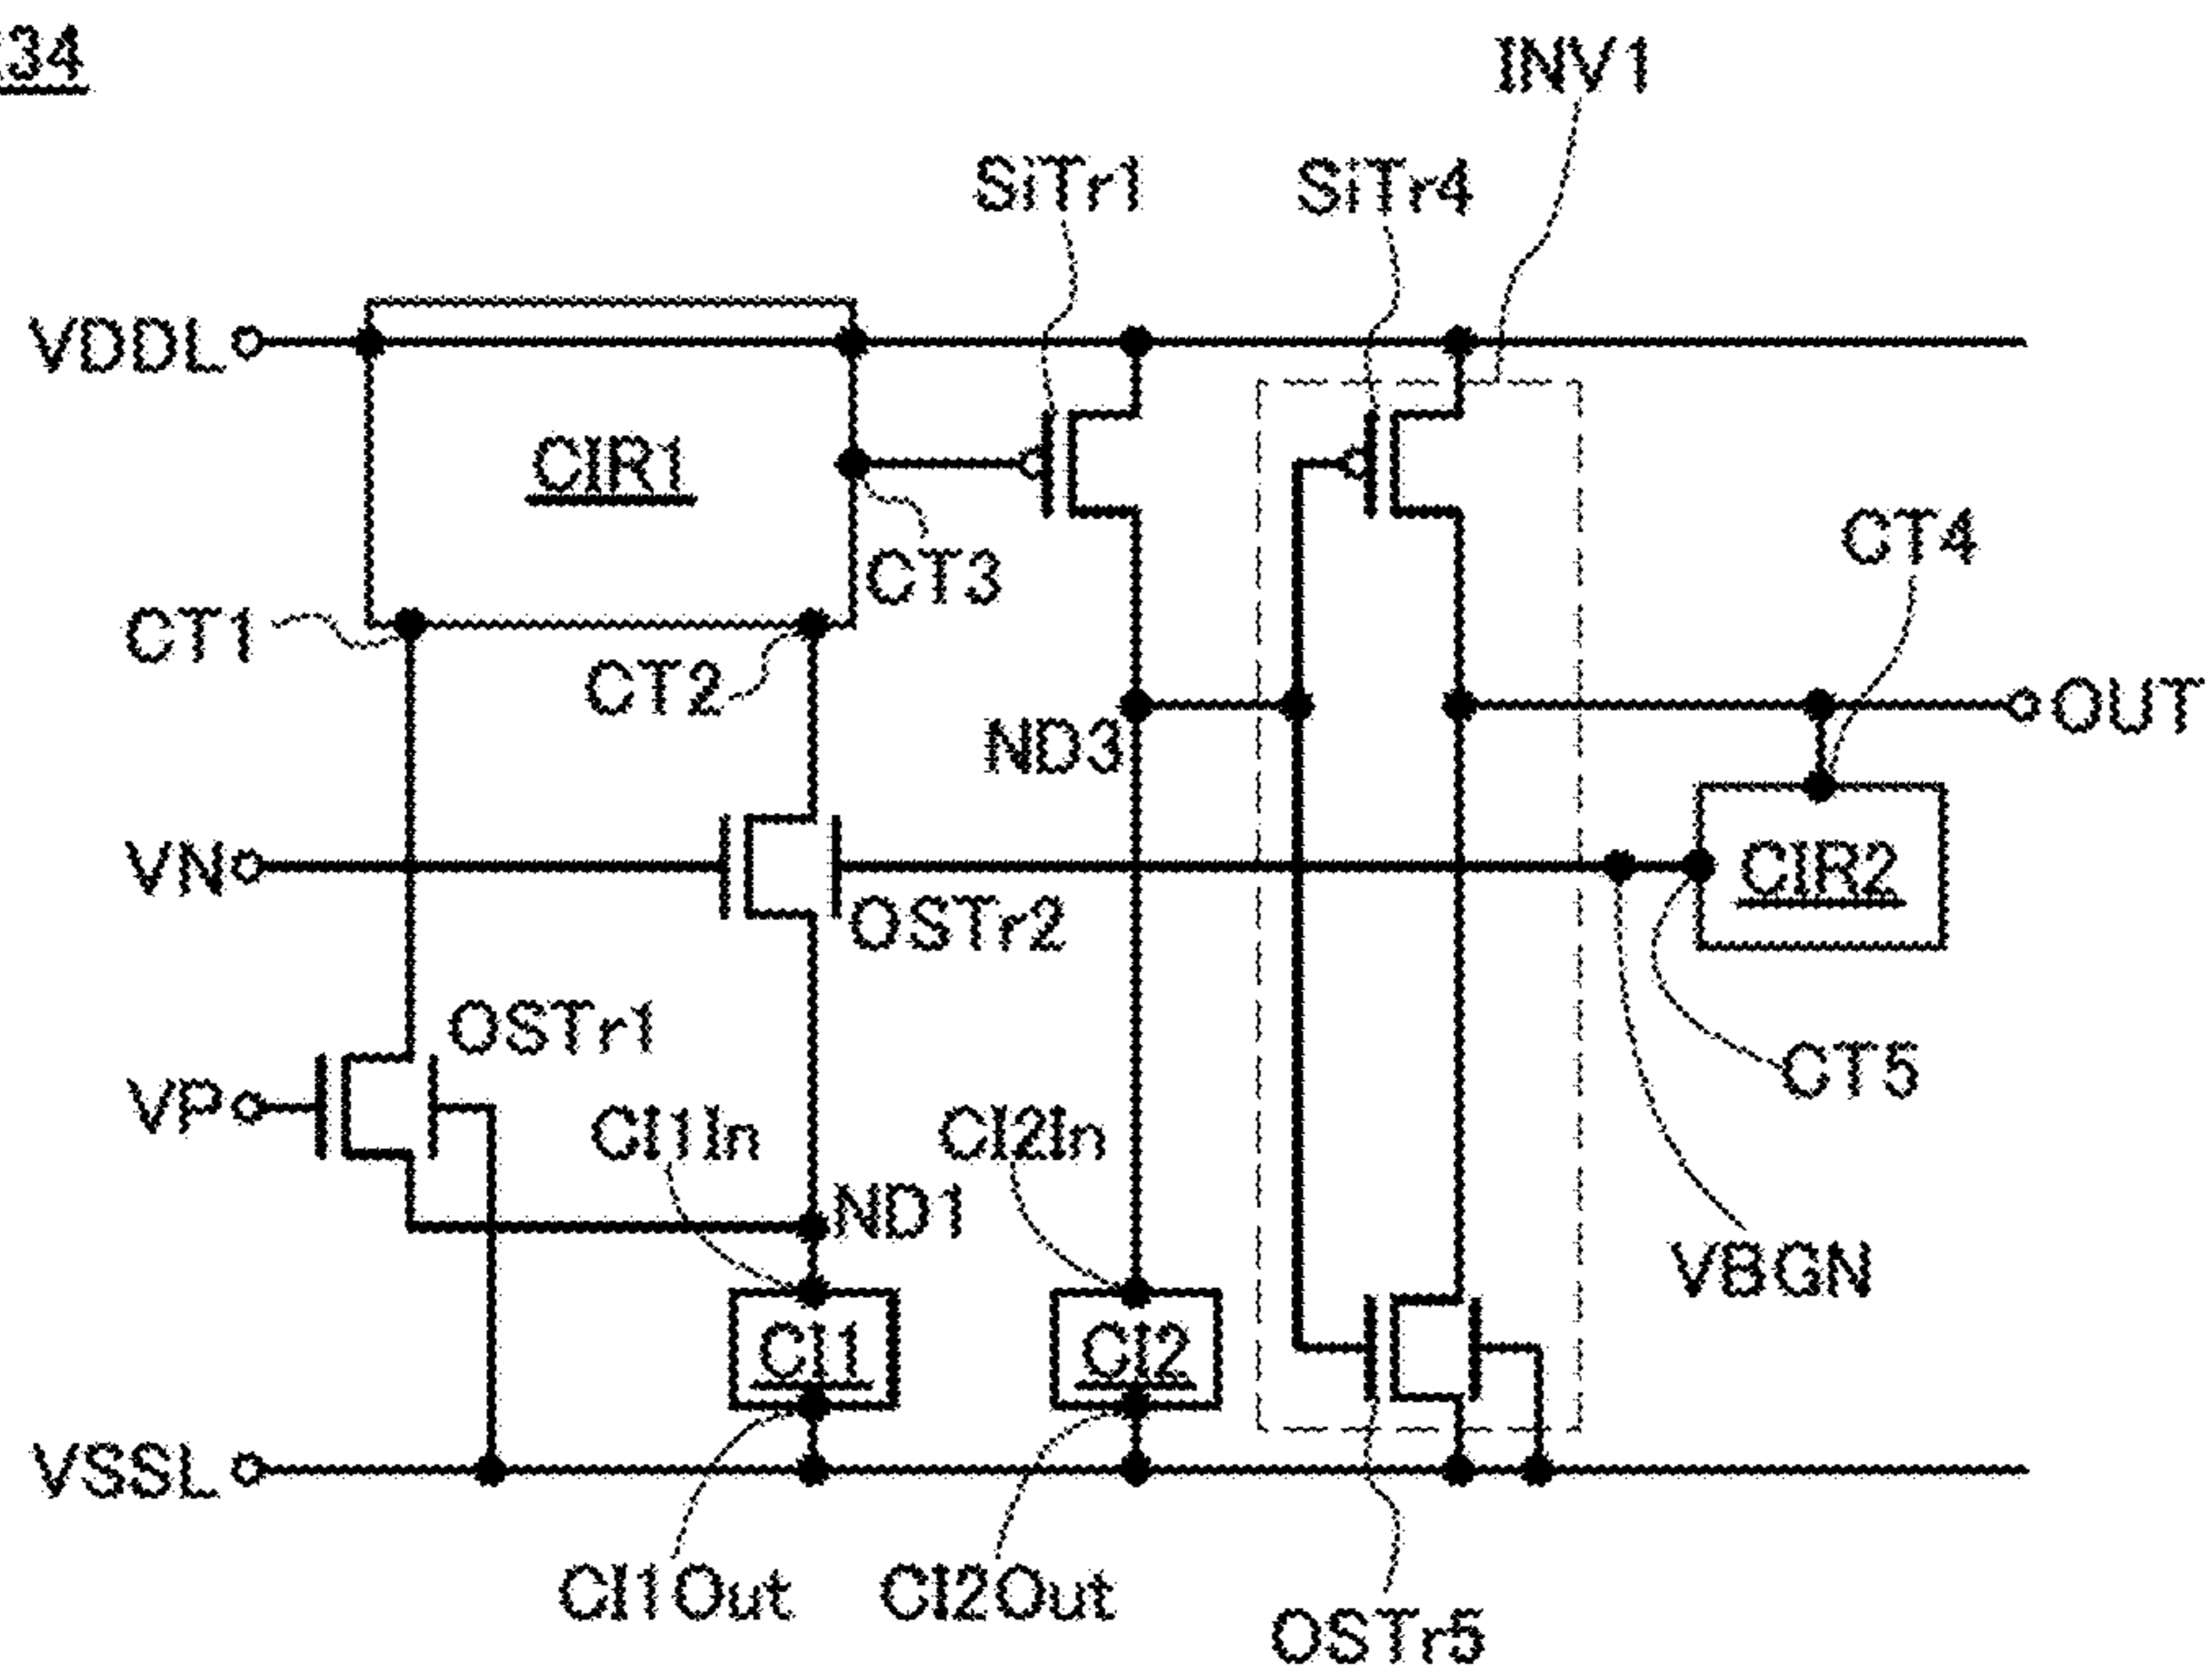 34
INV1
SiTr1
SiTr4
VDDL
CIR1
CT3
CT4
CT1
CT2
ND3
OUT
VN
CIR2
OSTr2
OSTr1
CT5
VP
CI1In
CI2In
ND1
VBGN
CI1
CI2
VSSL
CI1Out
CI2Out
OSTr5